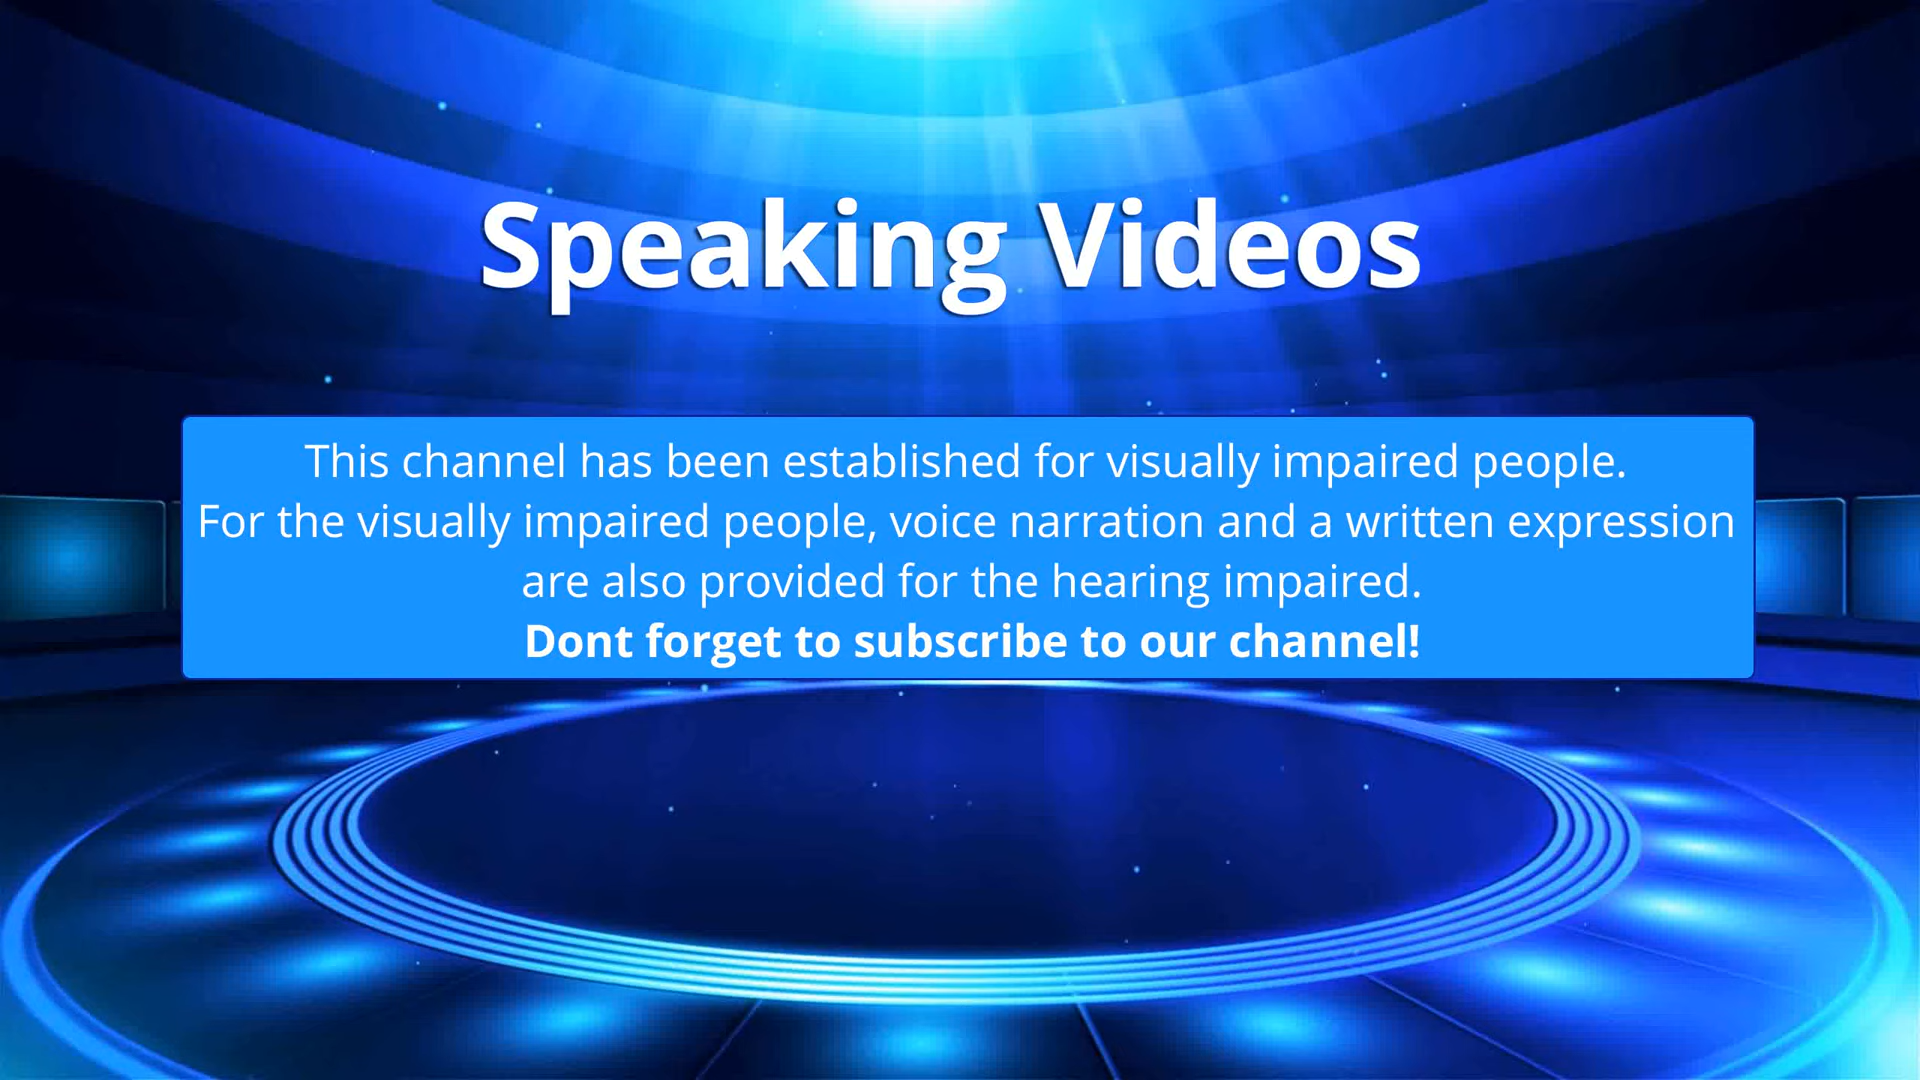 Speaking Videos
This channel has been established for visually impaired people.
For the visually impaired people, voice narration and a written expression
are also provided for the hearing impaired.
Dont forget to subscribe to our channel!